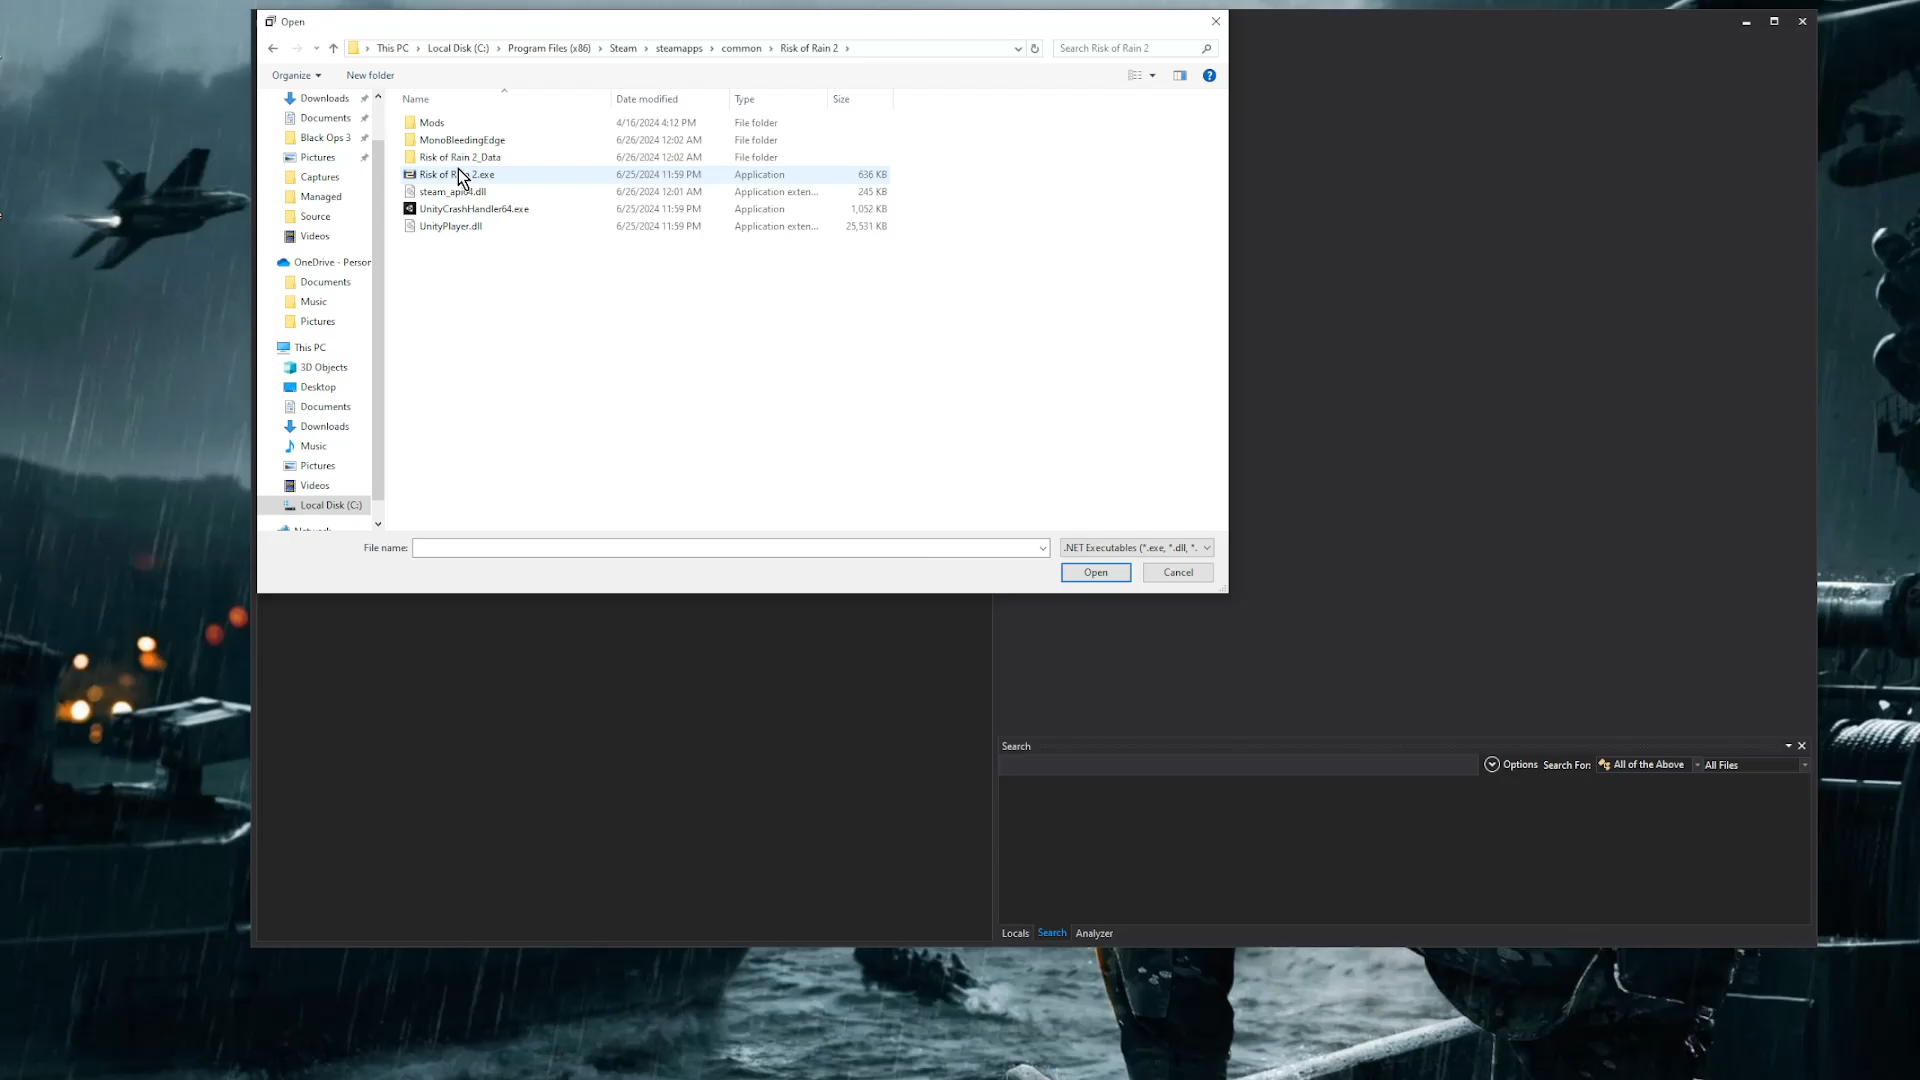 Open
This PC > Local Disk (C:) > Program Files (x86) > Steam > steamapps > common > Risk of Rain 2 >
Search Risk of Rain 2
Organize
New folder
Name Date modified Type Size
Mods 4/16/2024 4:12 PM File folder
MonoBleedingEdge 6/26/2024 12:02 AM File folder
Risk of Rain 2_Data 6/26/2024 12:02 AM File folder
Risk of Rain 2.exe 6/25/2024 11:59 PM Application 636 KB
steam_api64.dll 6/26/2024 12:01 AM Application exten... 245 KB
UnityCrashHandler64.exe 6/25/2024 11:59 PM Application 1,052 KB
UnityPlayer.dll 6/25/2024 11:59 PM Application exten... 25,531 KB
Downloads
Documents
Black Ops 3
Pictures
Captures
Managed
Source
Videos
OneDrive - Person
Documents
Music
Pictures
This PC
3D Objects
Desktop
Documents
Downloads
Music
Pictures
Videos
Local Disk (C:)
File name:
.NET Executables (*.exe, *.dll, *.
Open
Cancel
Search
Options Search For: All of the Above All Files
Locals Search Analyzer